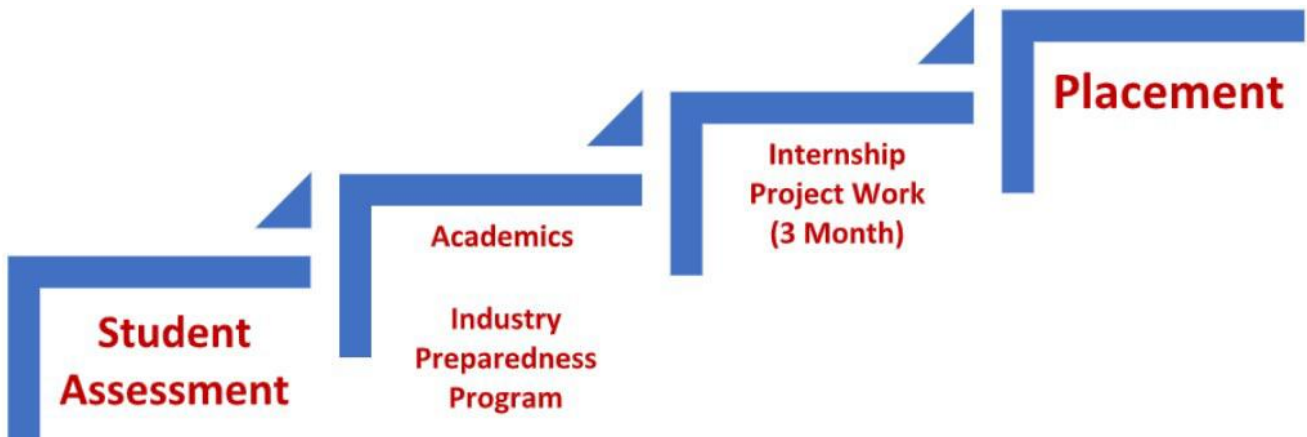 Student
Assessment
Academics
Industry
Preparedness
Program
Internship
Project Work
(3 Month)
Placement